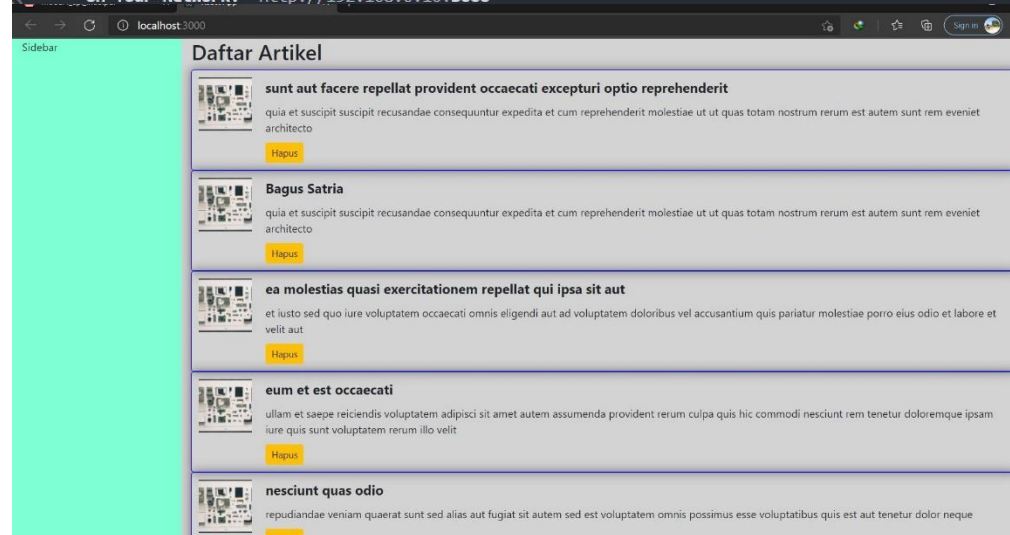 localhost:3000
Sign in
Sidebar
Daftar Artikel
sunt aut facere repellat provident occaecati excepturi optio reprehenderit
quia et suscipit suscipit recusandae consequuntur expedita et cum reprehenderit molestiae ut ut quas totam nostrum rerum est autem sunt rem eveniet
architecto
Hapus
Bagus Satria
quia et suscipit suscipit recusandae consequuntur expedita et cum reprehenderit molestiae ut ut quas totam nostrum rerum est autem sunt rem eveniet
architecto
Hapus
ea molestias quasi exercitationem repellat qui ipsa sit aut
et iusto sed quo iure voluptatem occaecati omnis eligendi aut ad voluptatem doloribus vel accusantium quis pariatur molestiae porro eius odio et labore et
velit aut
Hapus
eum et est occaecati
ullam et saepe reiciendis voluptatem adipisci sit amet autem assumenda provident rerum culpa quis hic commodi nesciunt rem tenetur doloremque ipsam
iure quis sunt voluptatem rerum illo velit
Hapus
nesciunt quas odio
repudiandae veniam quaerat sunt sed alias aut fugiat sit autem sed est voluptatem omnis possimus esse voluptatibus quis est aut tenetur dolor neque